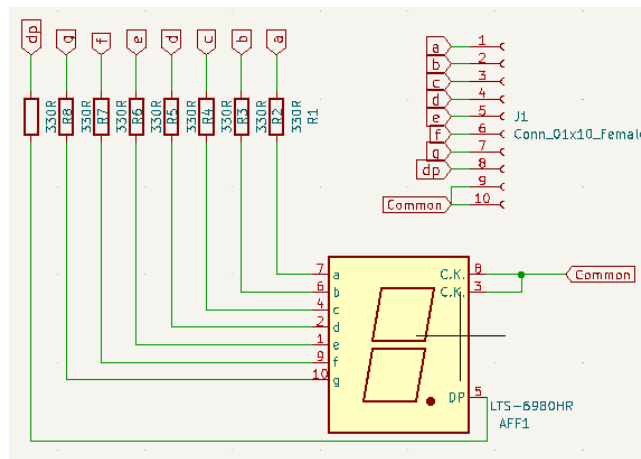 dp g f e d c b a
330R R8 330R R7 330R R6 330R R5 330R R4 330R R3 330R R2 330R R1
a 1
b 2
c 3
d 4
e 5
f 6
g 7
dp 8
9
Common 10
J1
Conn_01x10_Female
7 a C.K. 8 Common
6 b C.K. 3
4 c
2 d
1 e
9 f
10 g
DP 5
LTS-6980HR
AFF1